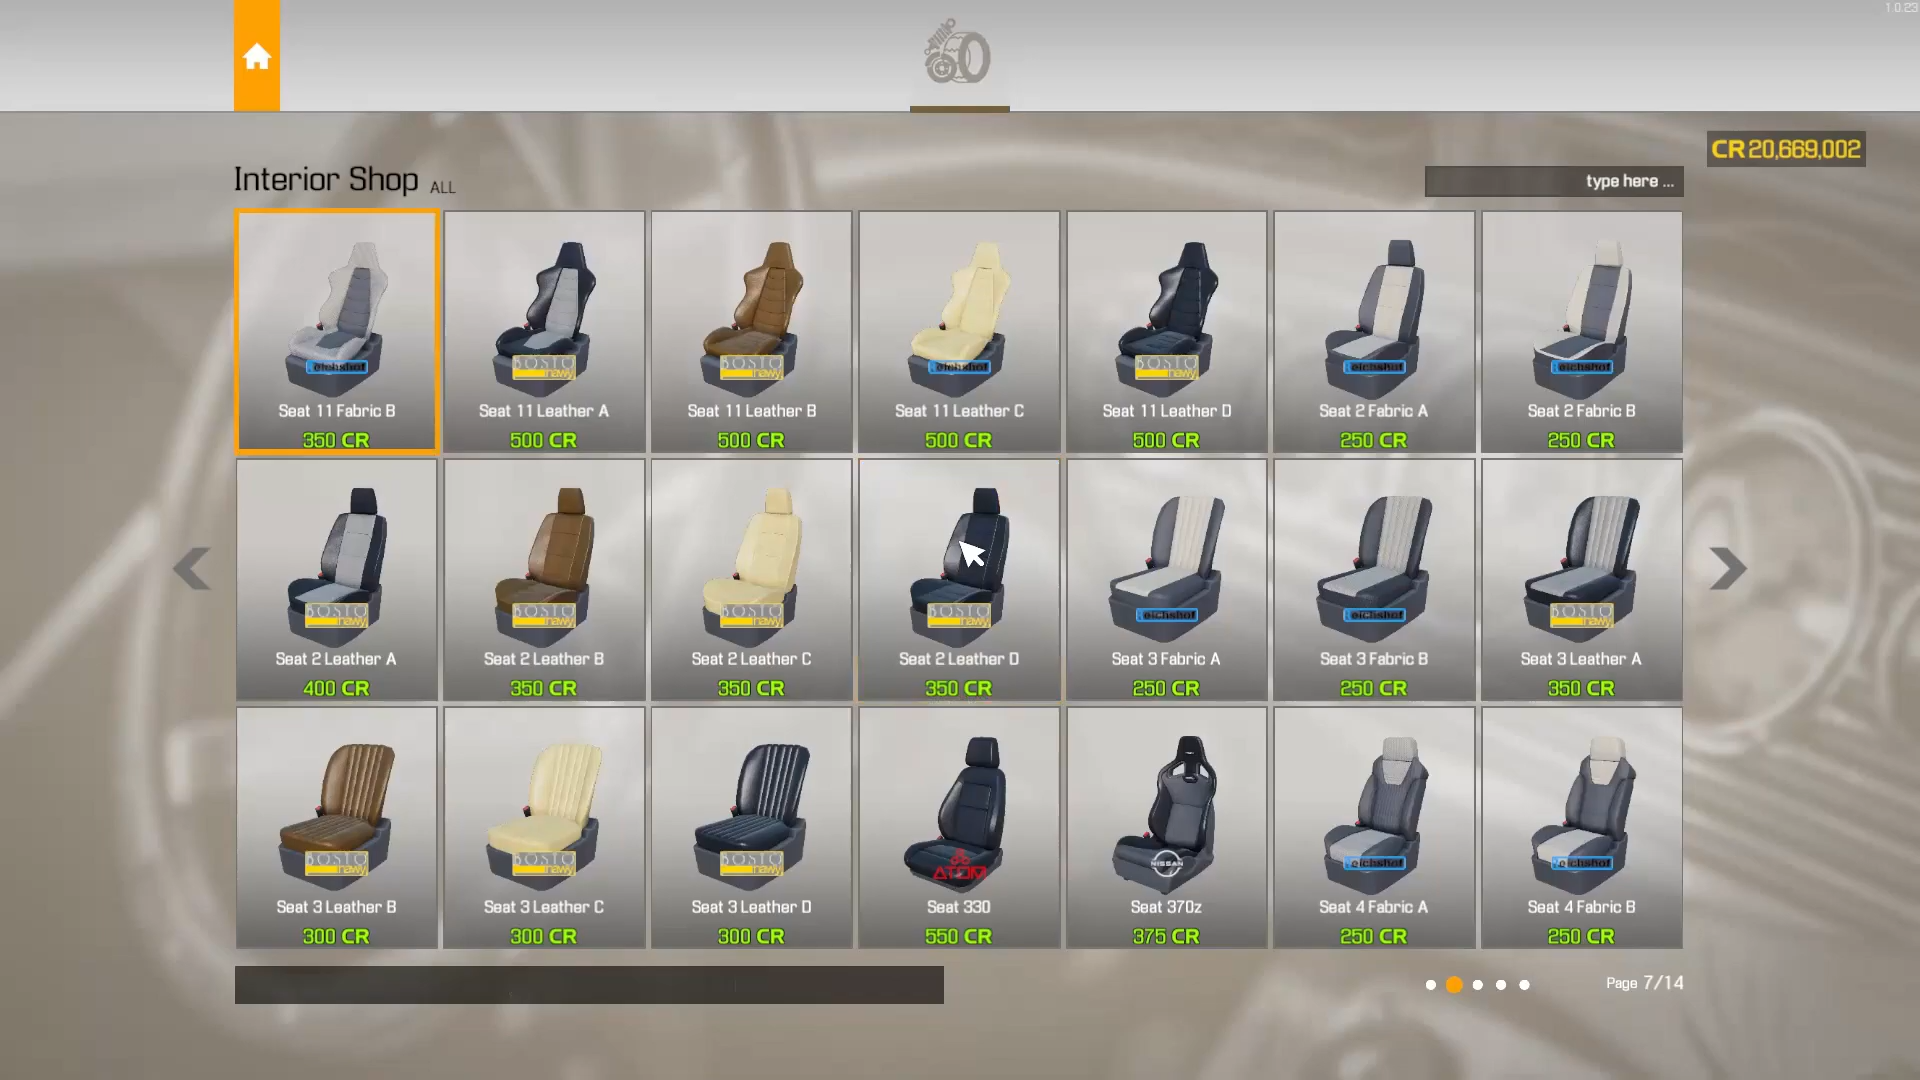 1.0.23
CR 20,669,002
Interior Shop ALL
type here ...
Seat 11 Fabric B
350 CR
Seat 11 Leather A
500 CR
Seat 11 Leather B
500 CR
Seat 11 Leather C
500 CR
Seat 11 Leather D
500 CR
Seat 2 Fabric A
250 CR
Seat 2 Fabric B
250 CR
Seat 2 Leather A
400 CR
Seat 2 Leather B
350 CR
Seat 2 Leather C
350 CR
Seat 2 Leather D
350 CR
Seat 3 Fabric A
250 CR
Seat 3 Fabric B
250 CR
Seat 3 Leather A
350 CR
ATOM
NISSAN
Seat 3 Leather B
300 CR
Seat 3 Leather C
300 CR
Seat 3 Leather D
300 CR
Seat 330
550 CR
Seat 370z
375 CR
Seat 4 Fabric A
250 CR
Seat 4 Fabric B
250 CR
Page 7/14